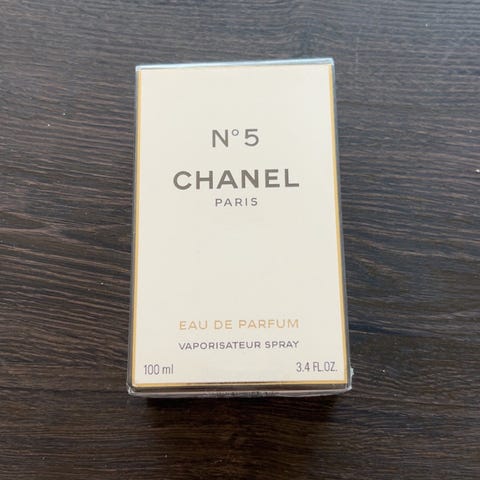 N°5
CHANEL
PARIS
EAU DE PARFUM
VAPORISATEUR SPRAY
100 ml 3.4 FL.OZ.